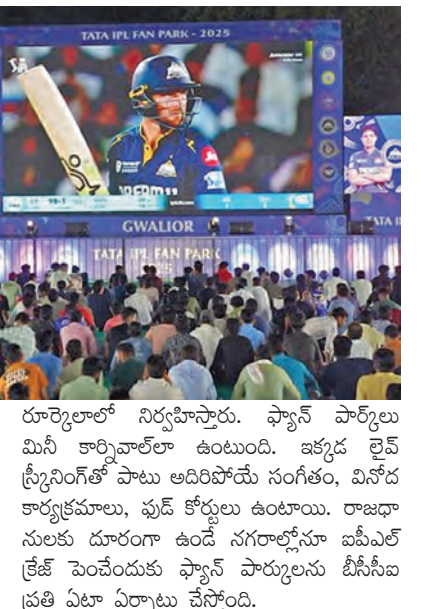 TATA IPL FAN PARK - 2025
GWALIOR
TATA IPL FAN PARK
TATA I
రూర్కెలాలో నిర్వహిస్తారు. ఫ్యాన్ పార్క్‌లు
మినీ కార్నివాల్‌లా ఉంటుంది. ఇక్కడ లైవ్
స్క్రీనింగ్‌తో పాటు అదిరిపోయే సంగీతం, వినోద
కార్యక్రమాలు, ఫుడ్ కోర్టులు ఉంటాయి. రాజధా
నులకు దూరంగా ఉండే నగరాల్లోనూ ఐపీఎల్
క్రేజ్ పెంచేందుకు ఫ్యాన్ పార్కులను బీసీసీఐ
ప్రతి ఏటా ఏర్పాటు చేస్తోంది.